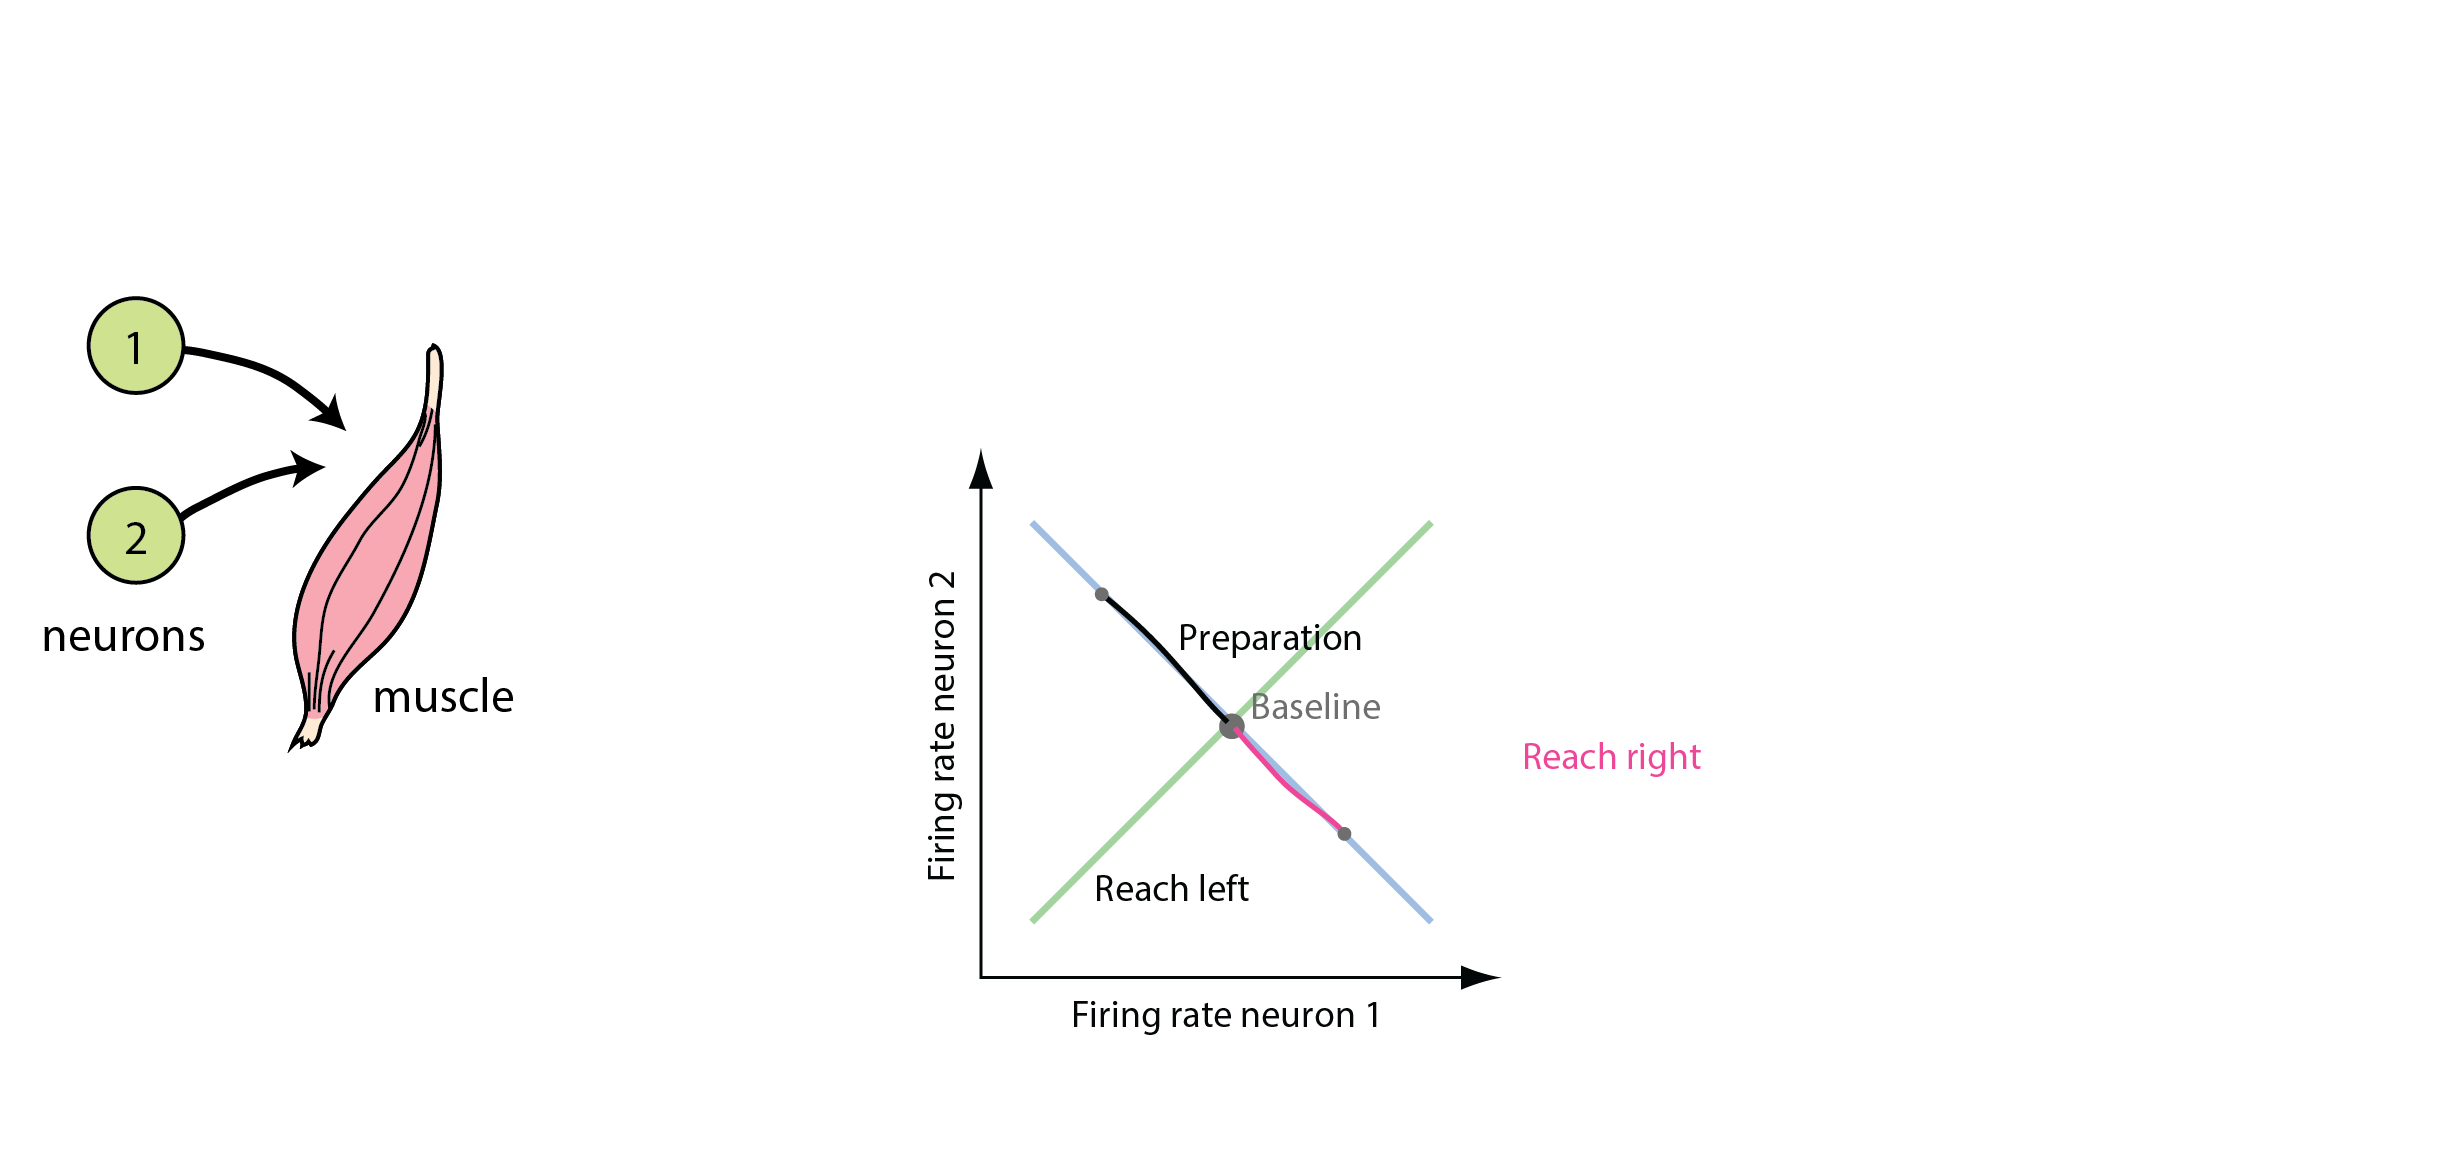 1
2
neurons
muscle
Firing rate neuron 2
Preparation
Baseline
Reach right
Reach left
Firing rate neuron 1